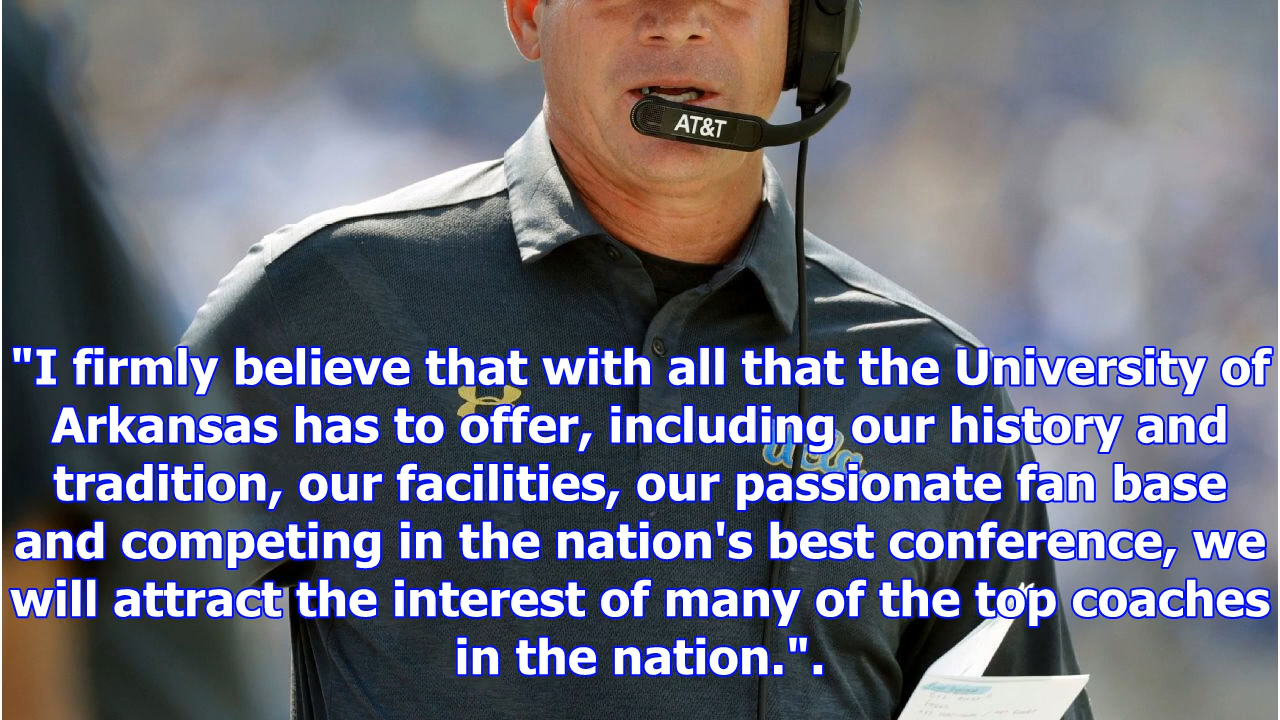 AT&T
"I firmly believe that with all that the University of
Arkansas has to offer, including our history and
ucla
tradition, our facilities, our passionate fan base
and competing in the nation's best conference, we
will attract the interest of many of the top coaches
in the nation.".